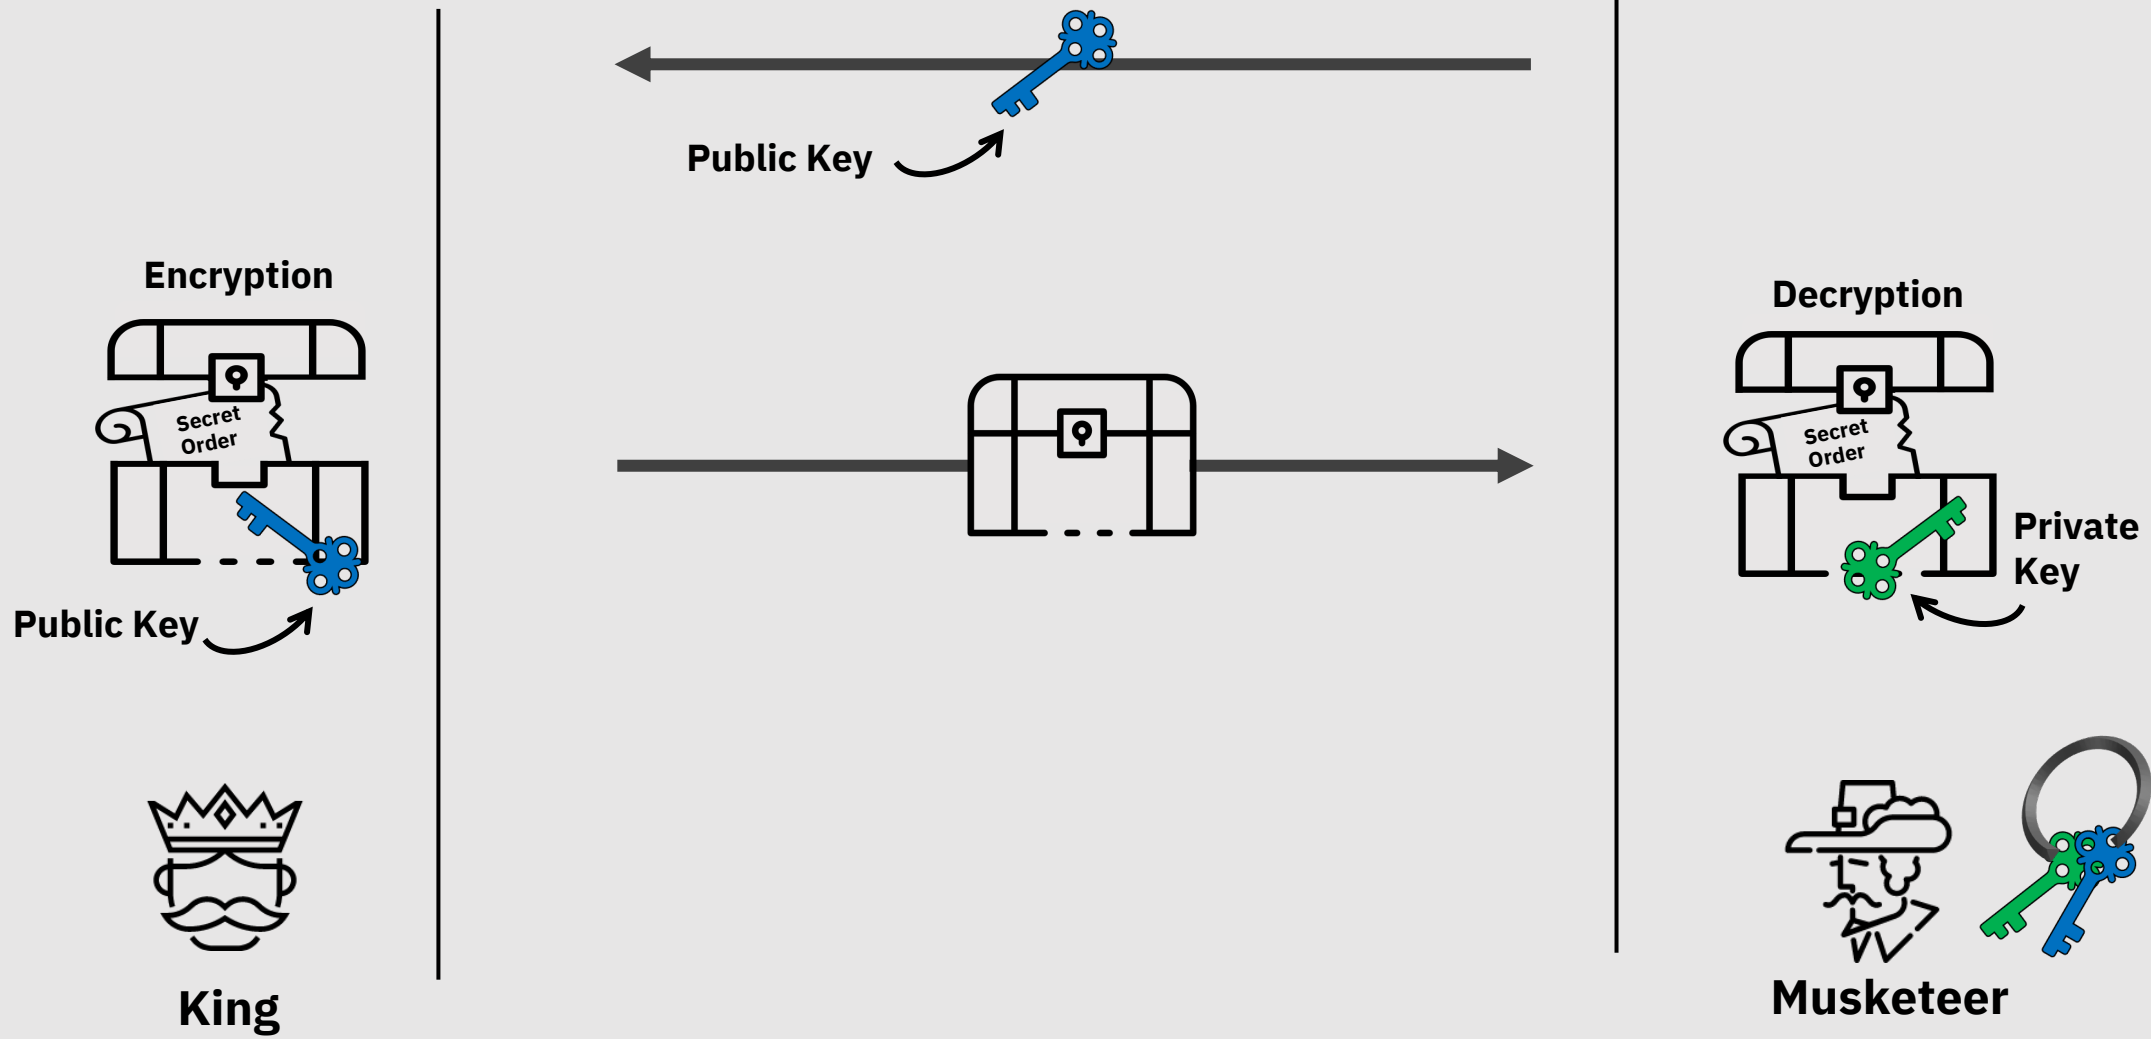 Public Key
Encryption
Secret
Order
Public Key
King
Decryption
Secret
Order
Private
Key
Musketeer